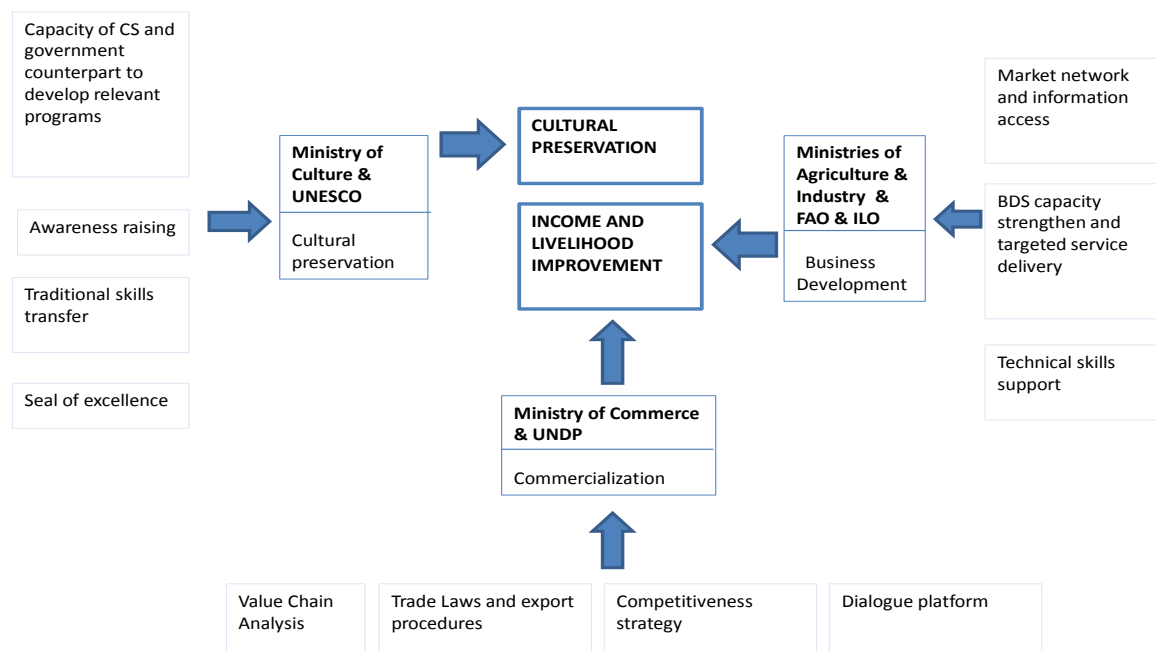 Capacity of CS and
government
counterpart to
develop relevant
programs
Awareness raising
Traditional skills
transfer
Seal of excellence
Ministry of
Culture &
UNESCO
Cultural
preservation
CULTURAL
PRESERVATION
INCOME AND
LIVELIHOOD
IMPROVEMENT
Ministries of
Agriculture &
Industry & 
FAO & ILO
Business
Development
Market network
and information
access
BDS capacity
strengthen and
targeted service
delivery
Technical skills
support
Ministry of Commerce
& UNDP
Commercialization
Value Chain
Analysis
Trade Laws and export
procedures
Competitiveness
strategy
Dialogue platform